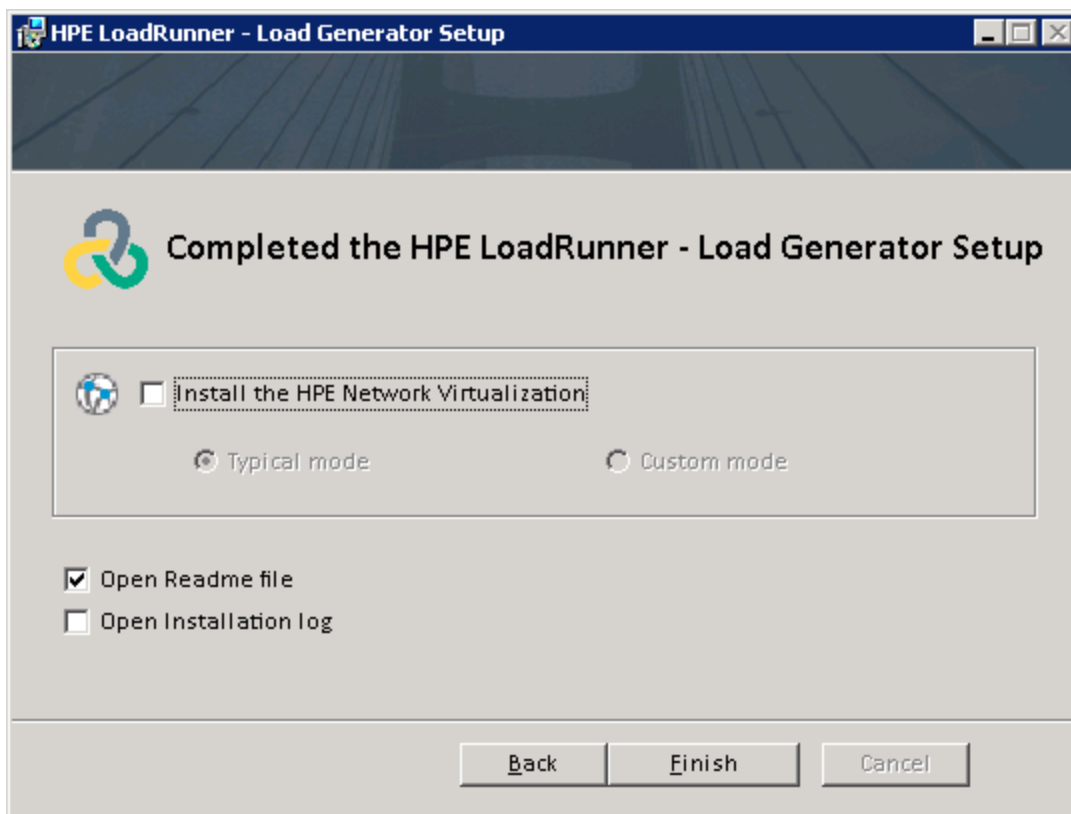 HPE LoadRunner - Load Generator Setup
Completed the HPE LoadRunner - Load Generator Setup
Install the HPE Network Virtualization
Typical mode Custom mode
Open Readme file
Open Installation log
Back Finish Cancel